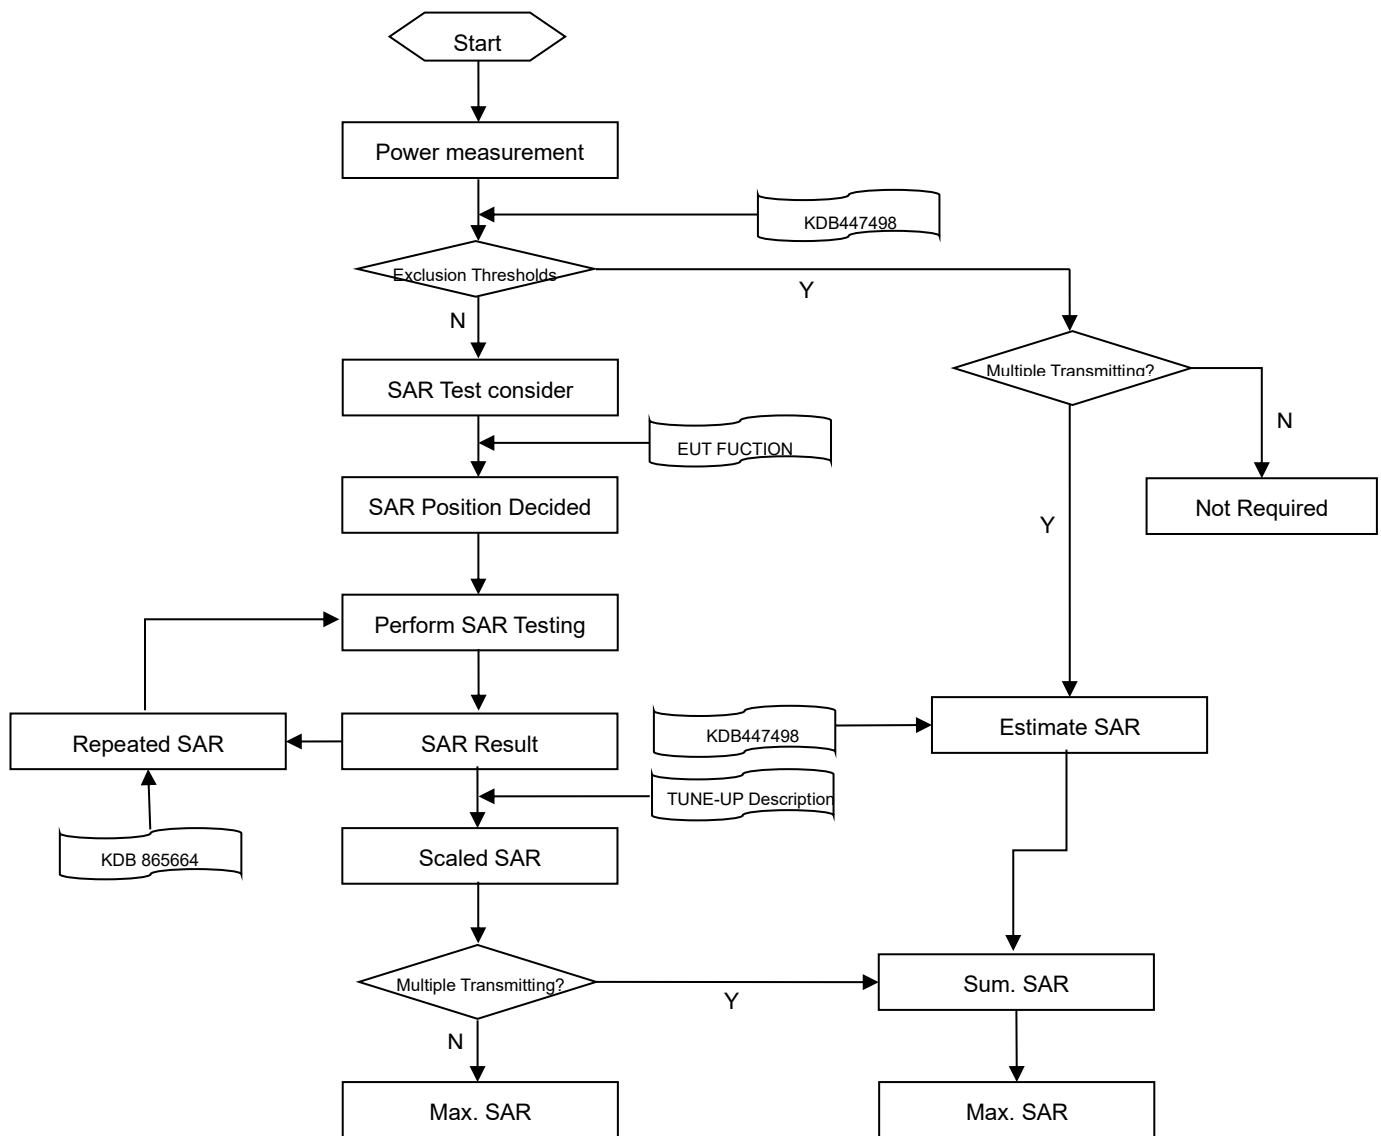 Start
Power measurement
KDB447498
Exclusion Thresholds
Y
N
Multiple Transmitting?
SAR Test consider
N
EUT FUCTION
SAR Position Decided
Not Required
Y
Perform SAR Testing
Repeated SAR
SAR Result
KDB447498
Estimate SAR
TUNE-UP Description
KDB 865664
Scaled SAR
Multiple Transmitting?
Y
Sum. SAR
N
Max. SAR
Max. SAR